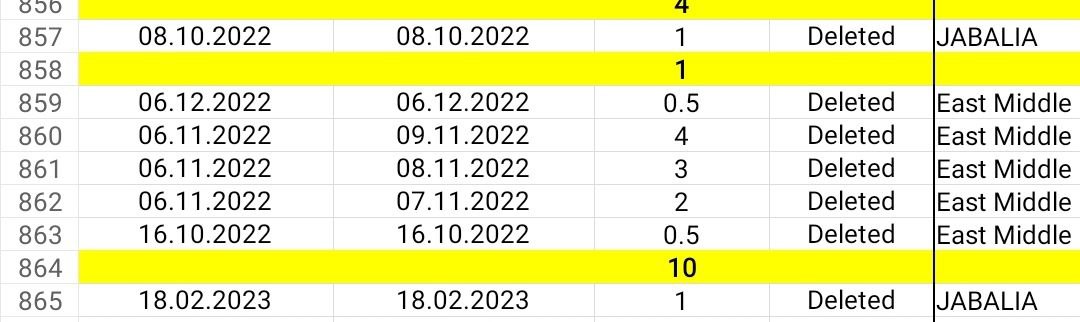 856 4
857 08.10.2022 08.10.2022 1 Deleted JABALIA
858 1
859 06.12.2022 06.12.2022 0.5 Deleted East Middle
860 06.11.2022 09.11.2022 4 Deleted East Middle
861 06.11.2022 08.11.2022 3 Deleted East Middle
862 06.11.2022 07.11.2022 2 Deleted East Middle
863 16.10.2022 16.10.2022 0.5 Deleted East Middle
864 10
865 18.02.2023 18.02.2023 1 Deleted JABALIA